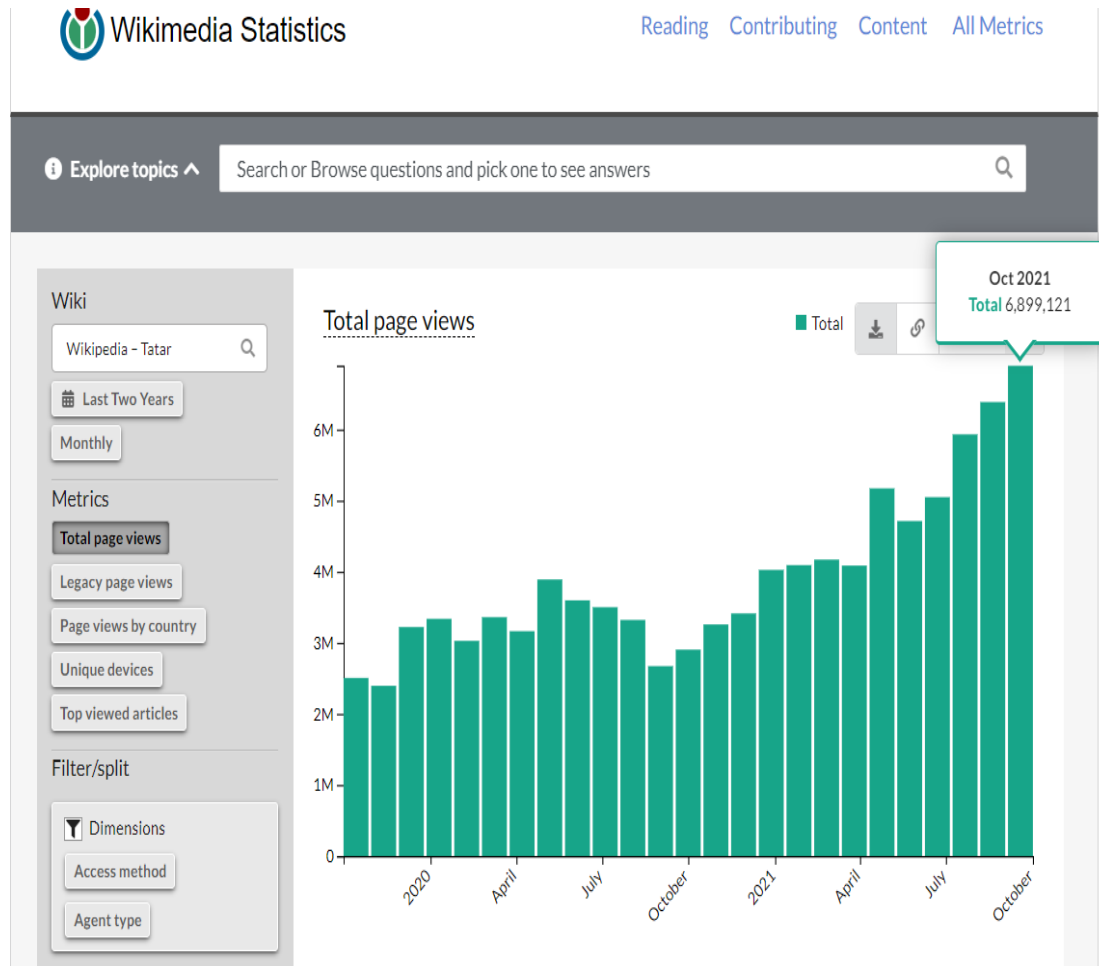 Wikimedia Statistics
Reading Contributing Content All Metrics
Explore topics
Search or Browse questions and pick one to see answers
Wiki
Wikipedia - Tatar
Last Two Years
Monthly
Metrics
Total page views
Legacy page views
Page views by country
Unique devices
Top viewed articles
Filter/split
Dimensions
Access method
Agent type
Total page views
Total
Oct 2021
Total 6,899,121
6M
5M
4M
3M
2M
1M
0
2020 April July October 2021 April July October